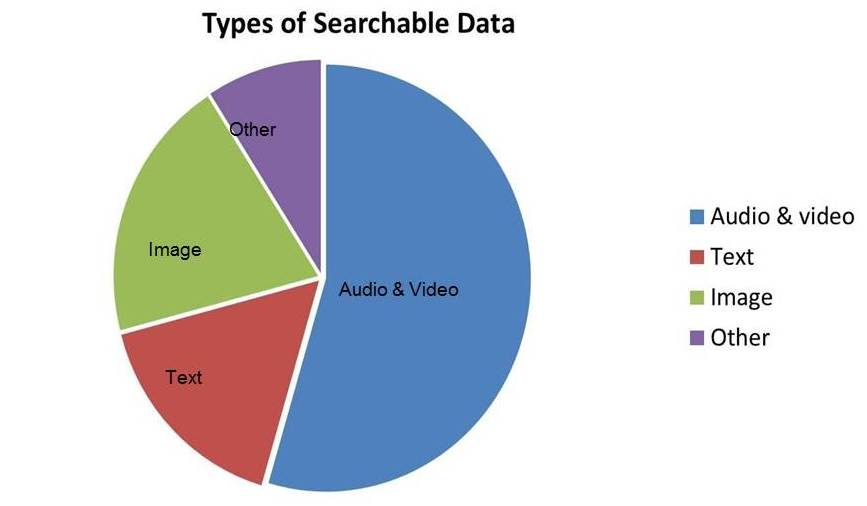 Types of Searchable Data
Other
Image
Audio & Video
Text
Audio & video
Text
Image
Other